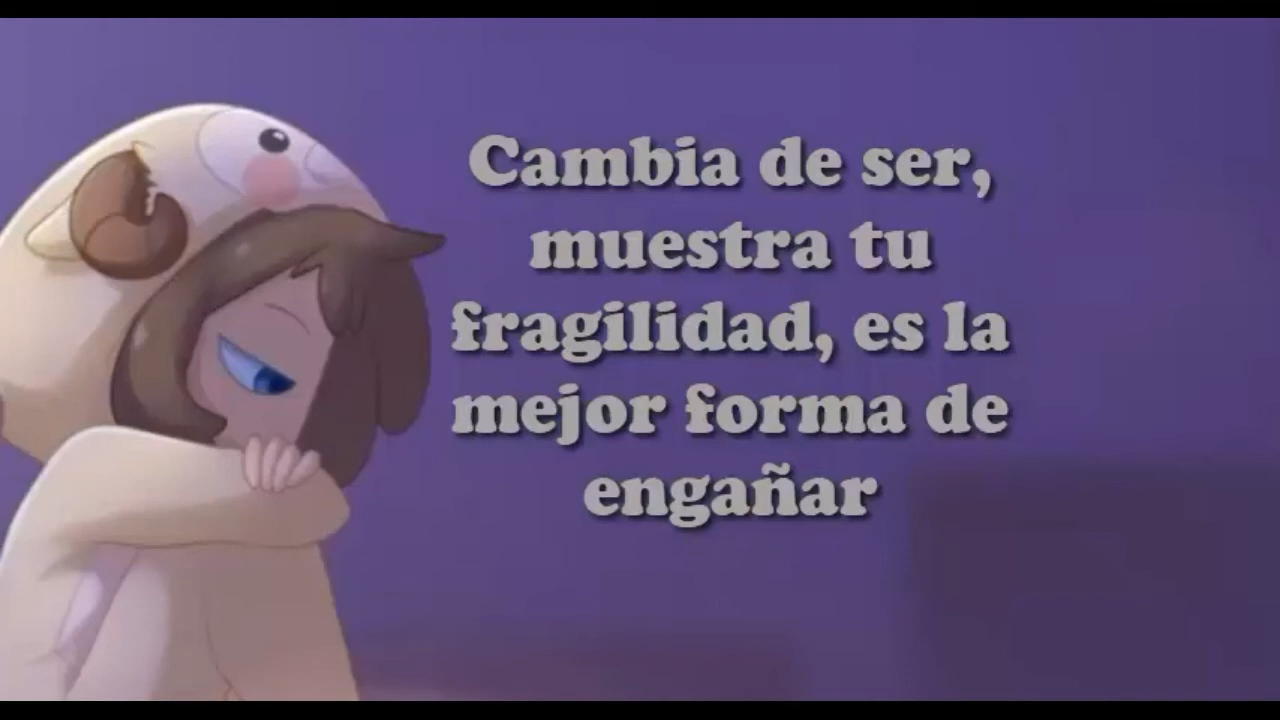 Cambia de ser,
muestra tu
fragilidad, es la
mejor forma de
engañar